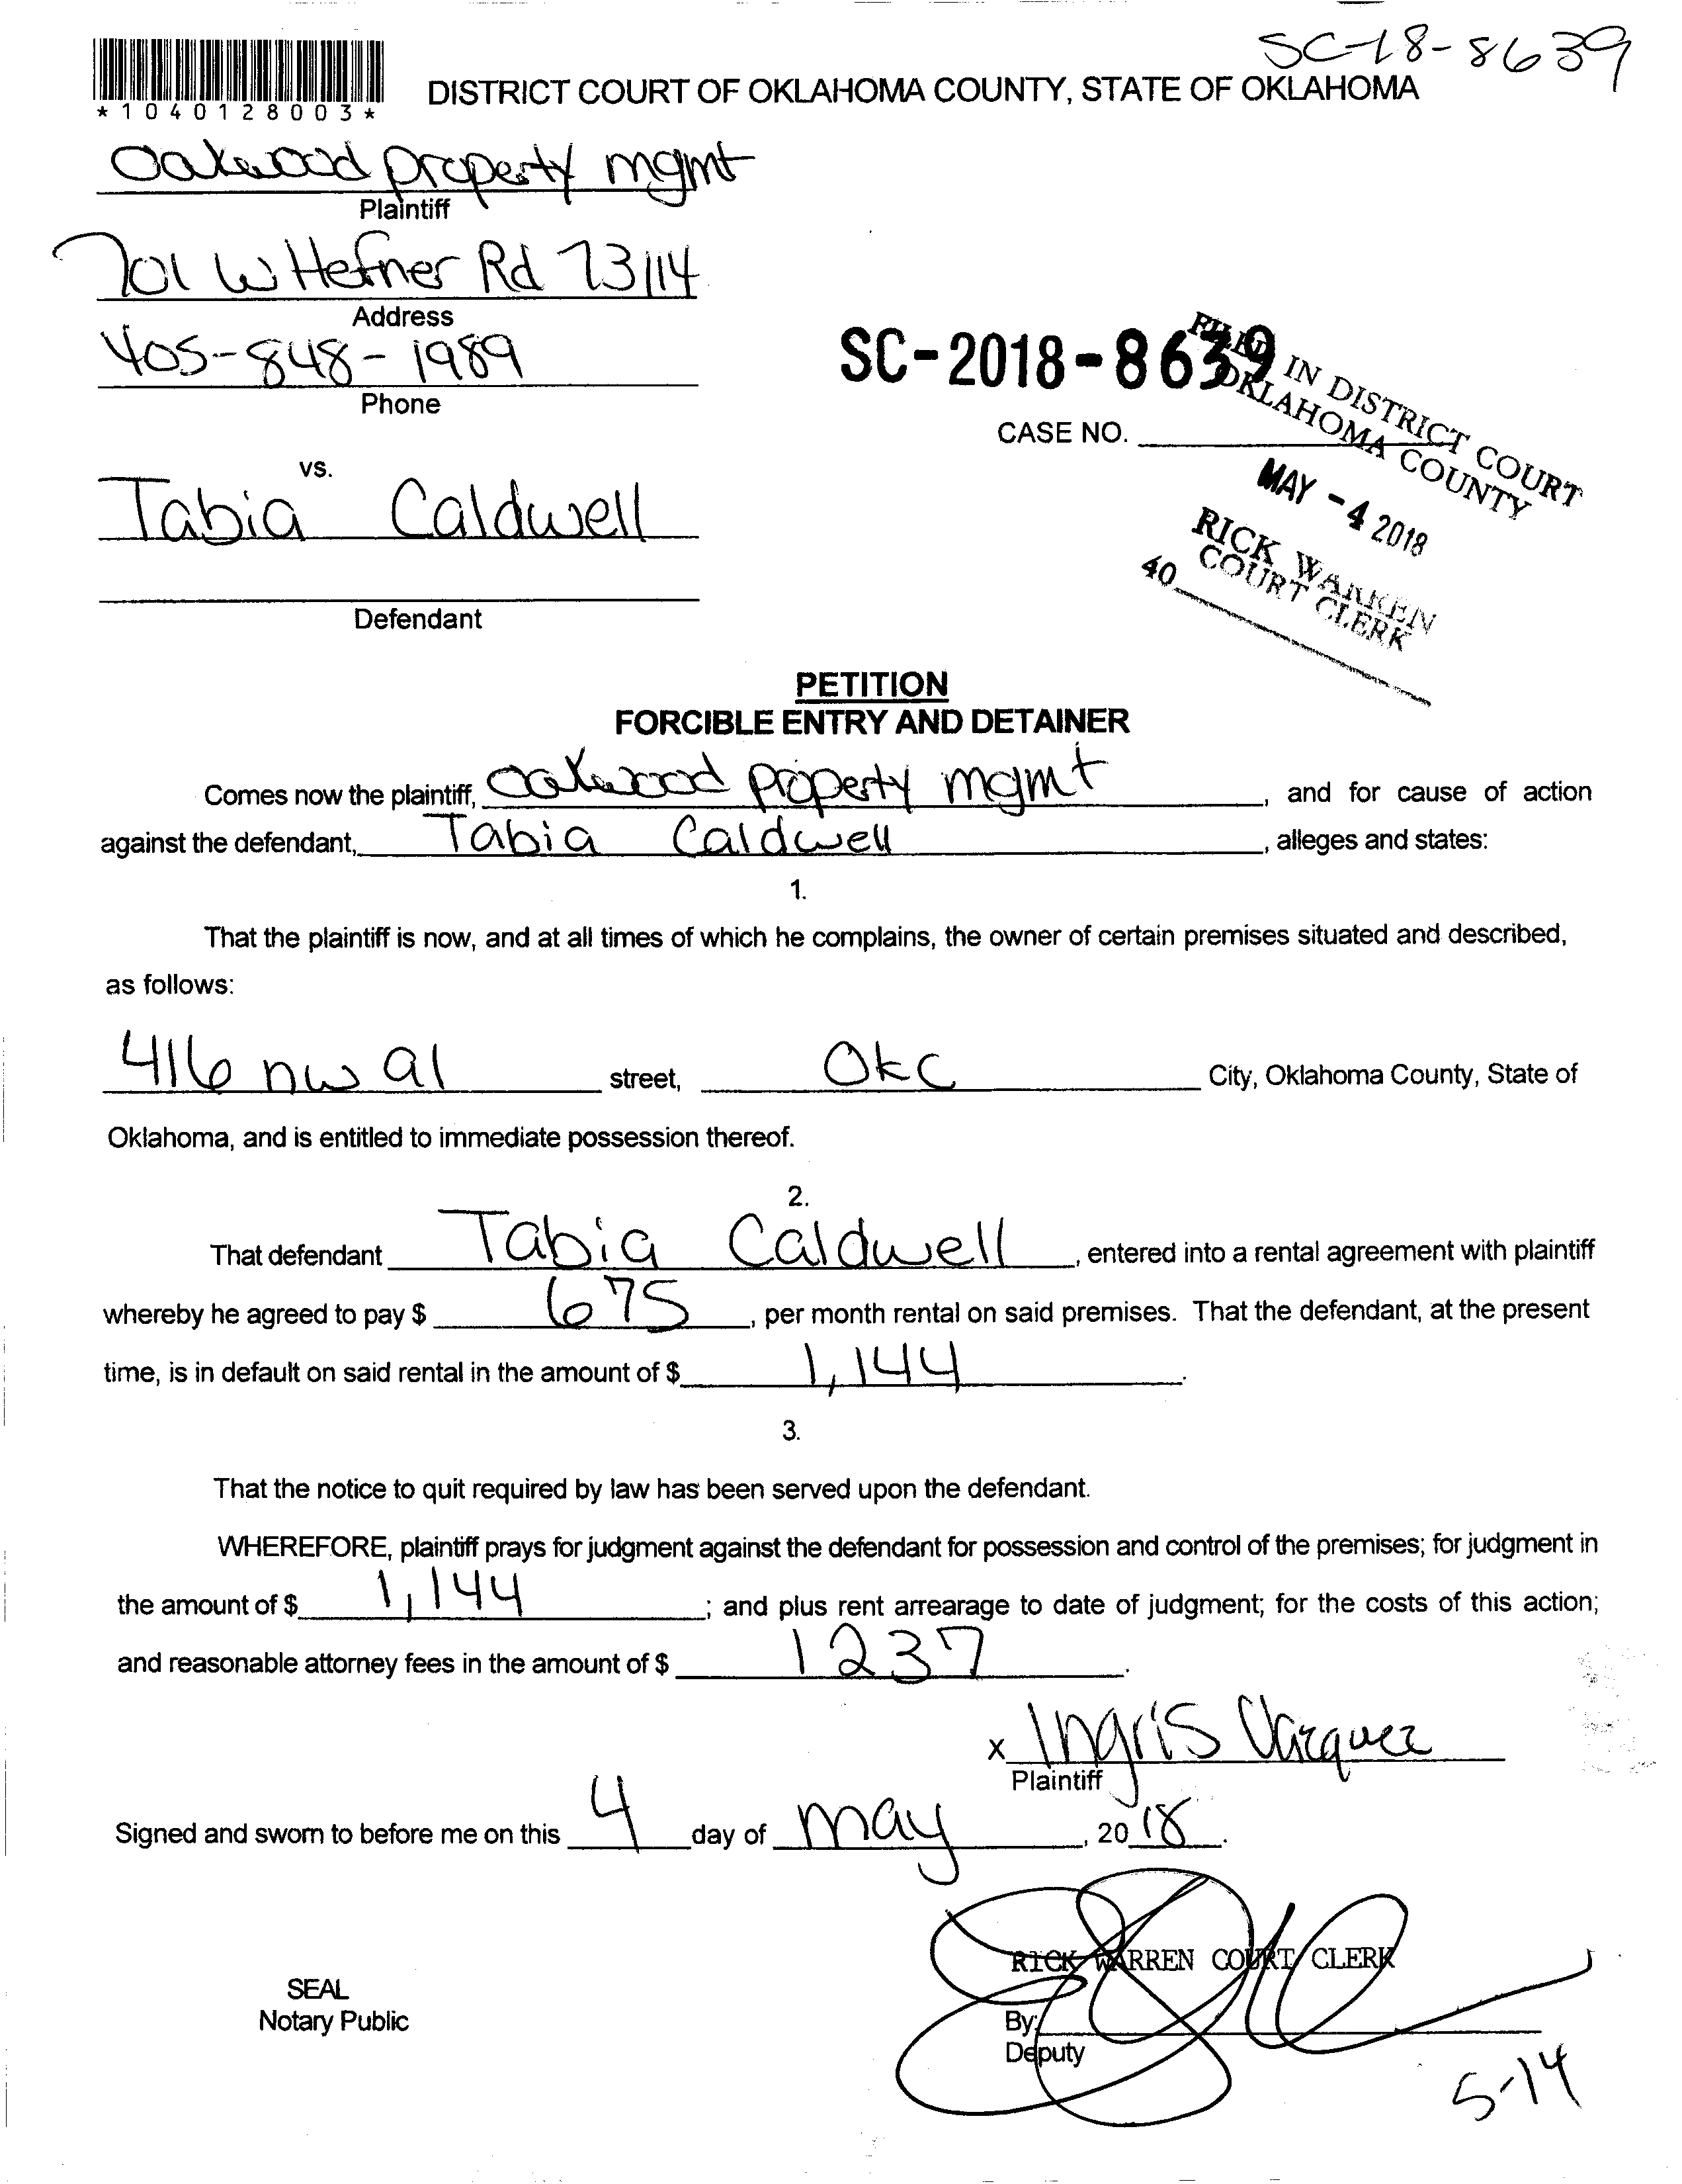 SC-18-8639
*1040128003*
DISTRICT COURT OF OKLAHOMA COUNTY, STATE OF OKLAHOMA
Oakwood property mgmt
Plaintiff
701 W Hefner Rd 73114
Address
405-848-1989
Phone
SC-2018-8639
FILED IN DISTRICT COURT
OKLAHOMA COUNTY
CASE NO.
MAY -4 2018
RICK WARREN
COURT CLERK
40
vs.
Tabia Caldwell
Defendant
PETITION
FORCIBLE ENTRY AND DETAINER
Comes now the plaintiff, Oakwood property mgmt, and for cause of action
against the defendant, Tabia Caldwell, alleges and states:
1.
That the plaintiff is now, and at all times of which he complains, the owner of certain premises situated and described,
as follows:
416 nw 91 street, OKC City, Oklahoma County, State of
Oklahoma, and is entitled to immediate possession thereof.
2.
That defendant Tabia Caldwell, entered into a rental agreement with plaintiff
whereby he agreed to pay $ 675, per month rental on said premises. That the defendant, at the present
time, is in default on said rental in the amount of $ 1,144.
3.
That the notice to quit required by law has been served upon the defendant.
WHEREFORE, plaintiff prays for judgment against the defendant for possession and control of the premises; for judgment in
the amount of $ 1,144; and plus rent arrearage to date of judgment; for the costs of this action;
and reasonable attorney fees in the amount of $ 1237.
x Ingris Vazquez
Plaintiff
Signed and sworn to before me on this 4 day of may, 2018.
RICK WARREN COURT CLERK
SEAL
Notary Public
By:
Deputy
5-14